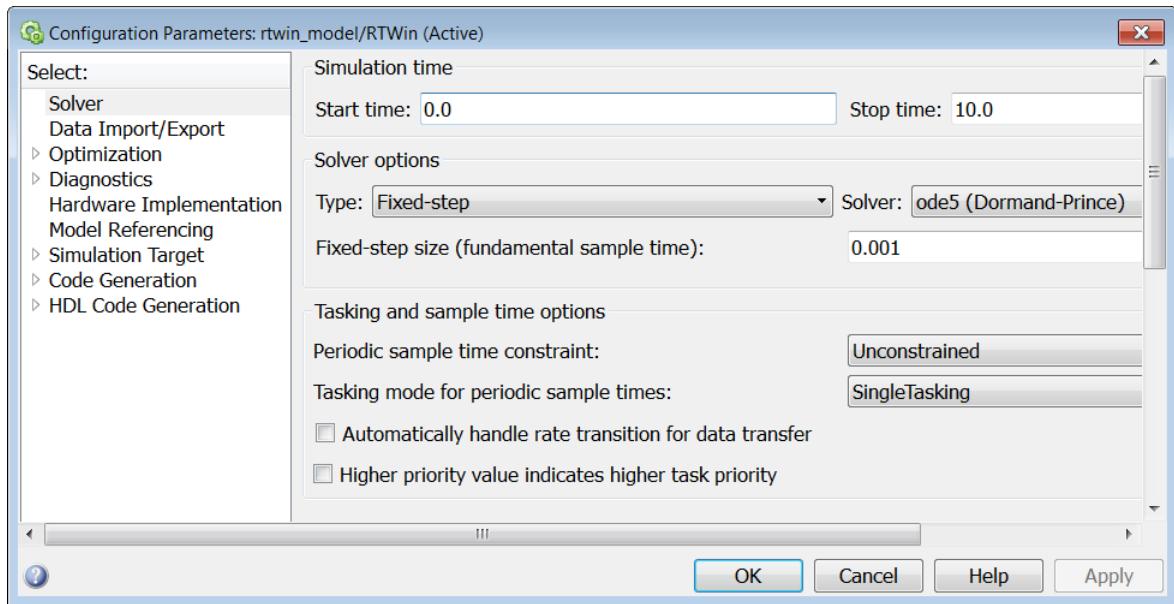 Configuration Parameters: rtwin_model/RTWin (Active)
Select:
Solver
Data Import/Export
Optimization
Diagnostics
Hardware Implementation
Model Referencing
Simulation Target
Code Generation
HDL Code Generation
Simulation time
Start time: 0.0 Stop time: 10.0
Solver options
Type: Fixed-step Solver: ode5 (Dormand-Prince)
Fixed-step size (fundamental sample time): 0.001
Tasking and sample time options
Periodic sample time constraint: Unconstrained
Tasking mode for periodic sample times: SingleTasking
Automatically handle rate transition for data transfer
Higher priority value indicates higher task priority
OK Cancel Help Apply